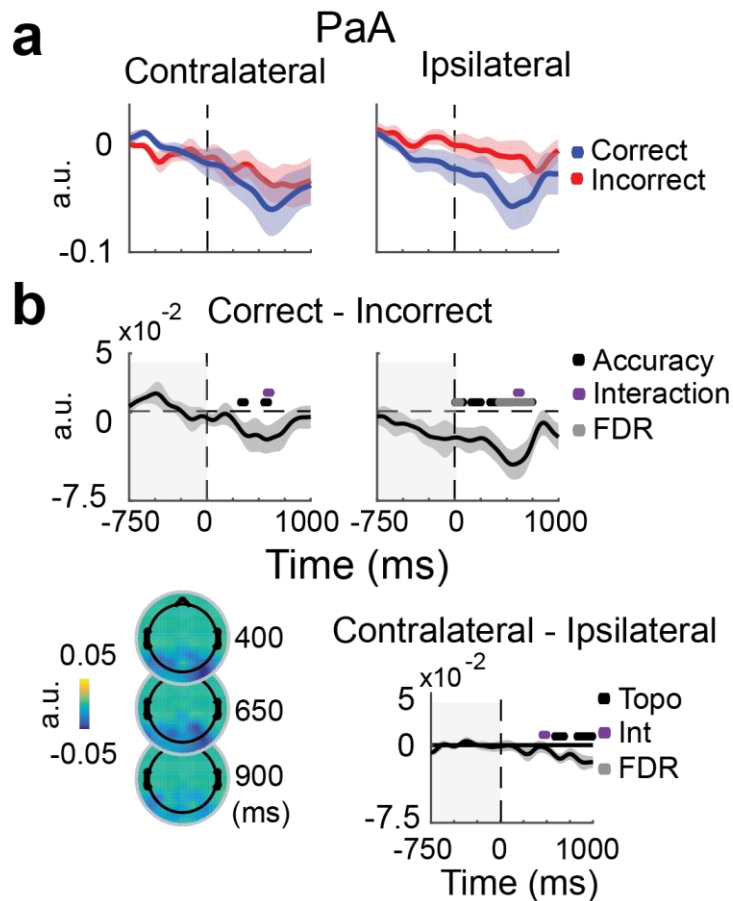 a
PaA
Contralateral
Ipsilateral
0
a.u.
-0.1
Correct
Incorrect
b
Correct - Incorrect
x10-2
5
0
a.u.
-7.5
Accuracy
Interaction
FDR
-750 0 1000
-750 0 1000
Time (ms)
0.05
a.u.
-0.05
400
650
900
(ms)
Contralateral - Ipsilateral
x10-2
5
0
-7.5
Topo
Int
FDR
-750 0 1000
Time (ms)